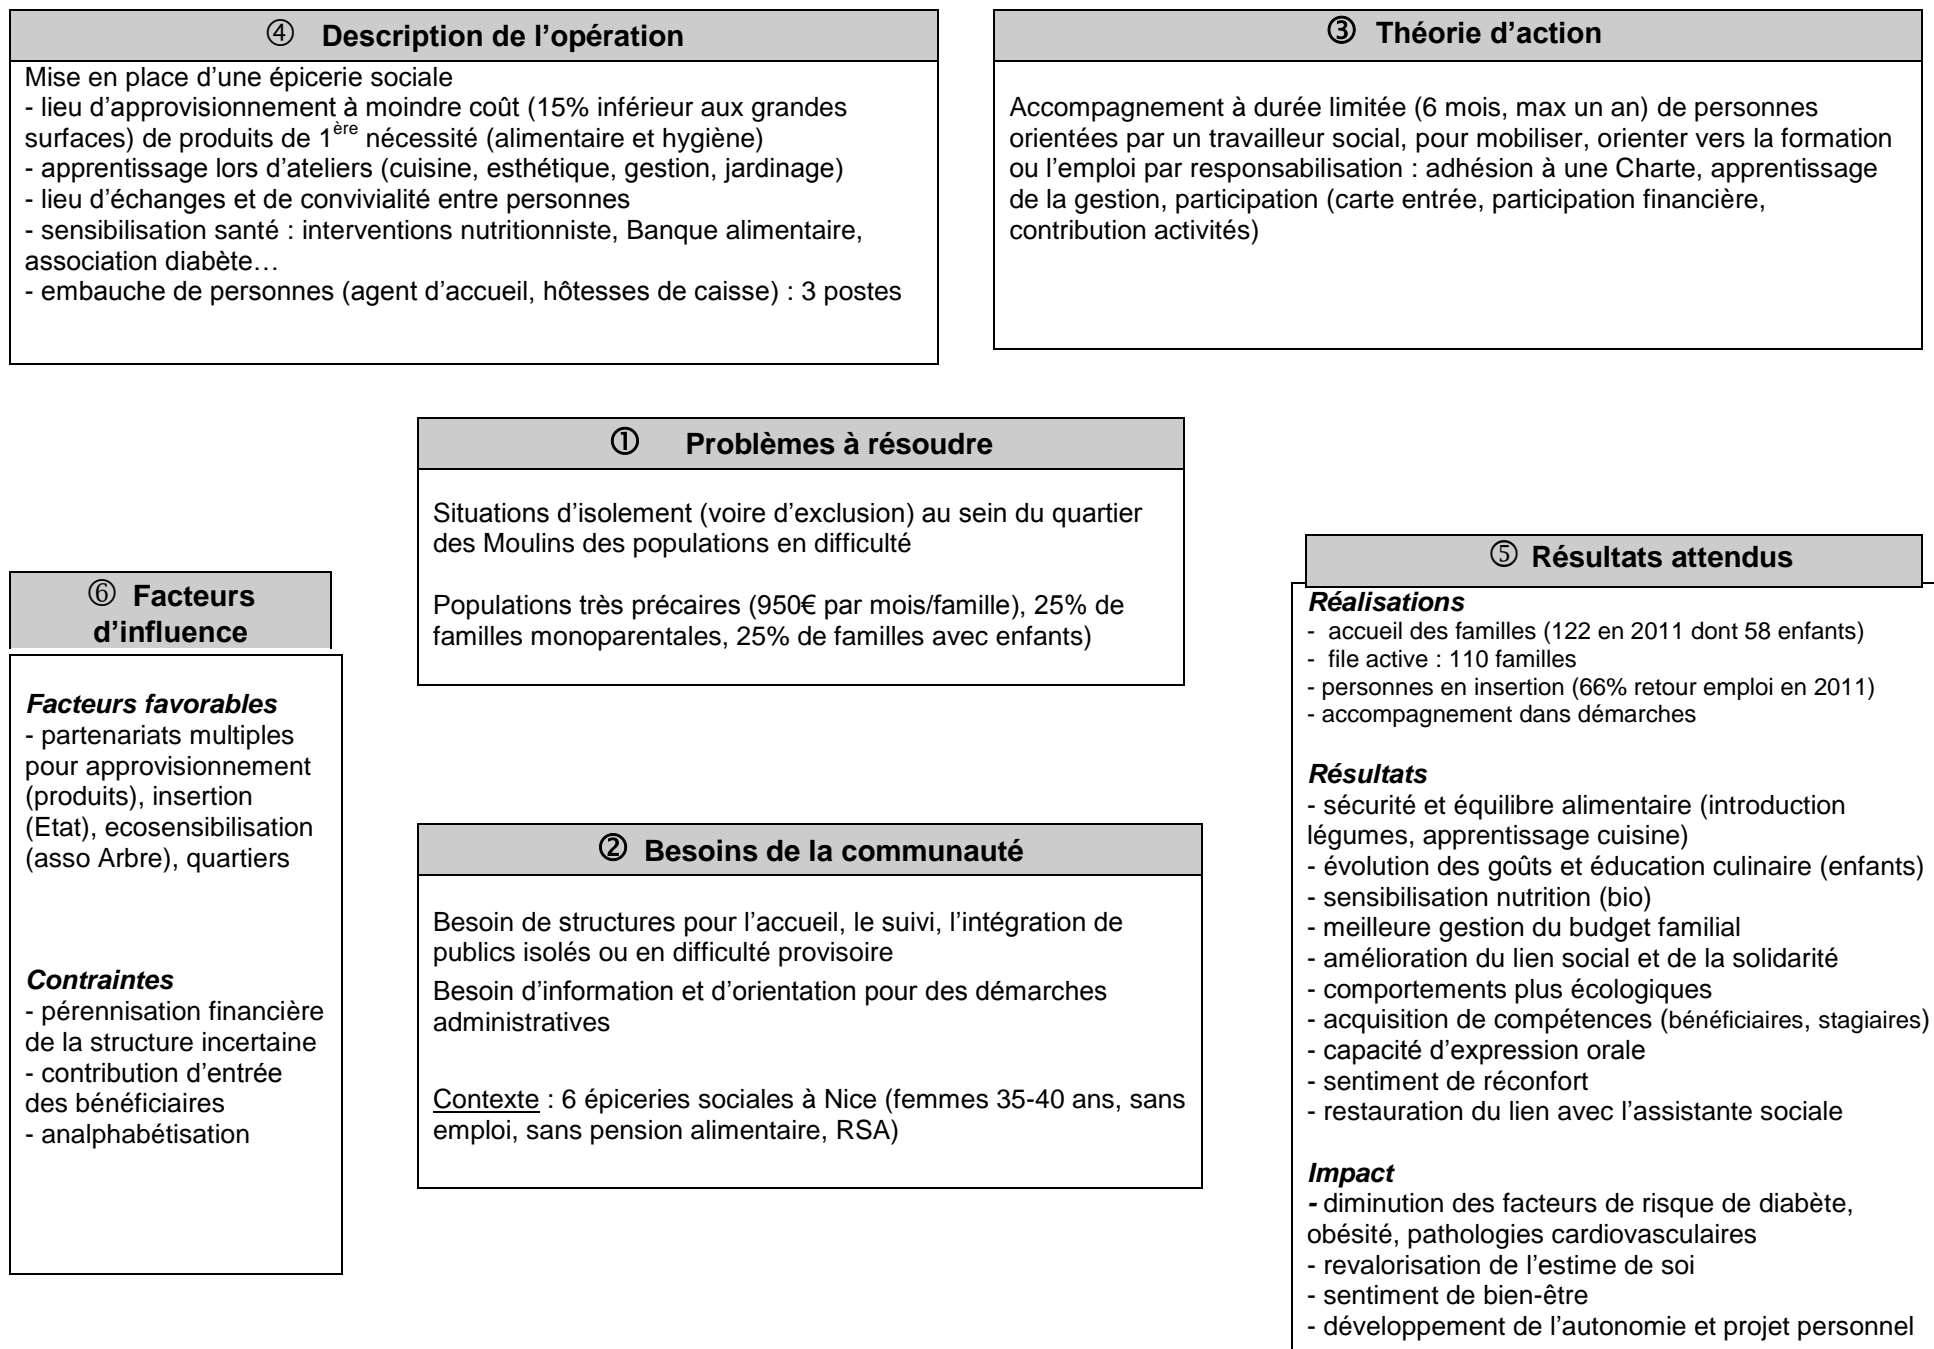 ④ Description de l’opération
Mise en place d’une épicerie sociale
- lieu d’approvisionnement à moindre coût (15% inférieur aux grandes
surfaces) de produits de 1ère nécessité (alimentaire et hygiène)
- apprentissage lors d’ateliers (cuisine, esthétique, gestion, jardinage)
- lieu d’échanges et de convivialité entre personnes
- sensibilisation santé : interventions nutritionniste, Banque alimentaire,
association diabète…
- embauche de personnes (agent d’accueil, hôtesses de caisse) : 3 postes
③ Théorie d’action
Accompagnement à durée limitée (6 mois, max un an) de personnes
orientées par un travailleur social, pour mobiliser, orienter vers la formation
ou l’emploi par responsabilisation : adhésion à une Charte, apprentissage
de la gestion, participation (carte entrée, participation financière,
contribution activités)
① Problèmes à résoudre
Situations d’isolement (voire d’exclusion) au sein du quartier
des Moulins des populations en difficulté
Populations très précaires (950€ par mois/famille), 25% de
familles monoparentales, 25% de familles avec enfants)
⑥ Facteurs
d’influence
Facteurs favorables
- partenariats multiples
pour approvisionnement
(produits), insertion
(Etat), ecosensibilisation
(asso Arbre), quartiers
Contraintes
- pérennisation financière
de la structure incertaine
- contribution d’entrée
des bénéficiaires
- analphabétisation
② Besoins de la communauté
Besoin de structures pour l’accueil, le suivi, l’intégration de
publics isolés ou en difficulté provisoire
Besoin d’information et d’orientation pour des démarches
administratives
Contexte : 6 épiceries sociales à Nice (femmes 35-40 ans, sans
emploi, sans pension alimentaire, RSA)
⑤ Résultats attendus
Réalisations
- accueil des familles (122 en 2011 dont 58 enfants)
- file active : 110 familles
- personnes en insertion (66% retour emploi en 2011)
- accompagnement dans démarches
Résultats
- sécurité et équilibre alimentaire (introduction
légumes, apprentissage cuisine)
- évolution des goûts et éducation culinaire (enfants)
- sensibilisation nutrition (bio)
- meilleure gestion du budget familial
- amélioration du lien social et de la solidarité
- comportements plus écologiques
- acquisition de compétences (bénéficiaires, stagiaires)
- capacité d’expression orale
- sentiment de réconfort
- restauration du lien avec l’assistante sociale
Impact
- diminution des facteurs de risque de diabète,
obésité, pathologies cardiovasculaires
- revalorisation de l’estime de soi
- sentiment de bien-être
- développement de l’autonomie et projet personnel